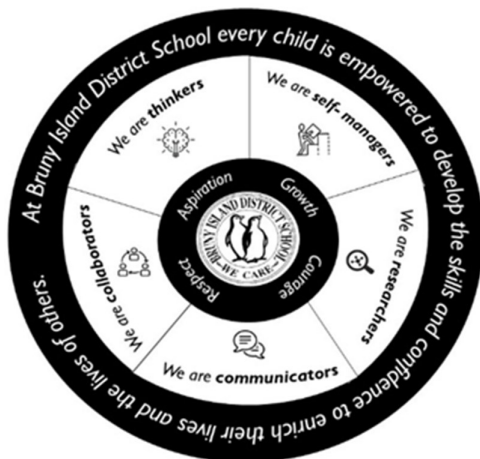 At Bruny Island District School every child is empowered to develop the skills and confidence to enrich their lives and the lives of others.
We are thinkers
We are self- managers
We are researchers
We are communicators
We are collaborators
Aspiration
Growth
Courage
Respect
BRUNY ISLAND DISTRICT SCHOOL
WE CARE